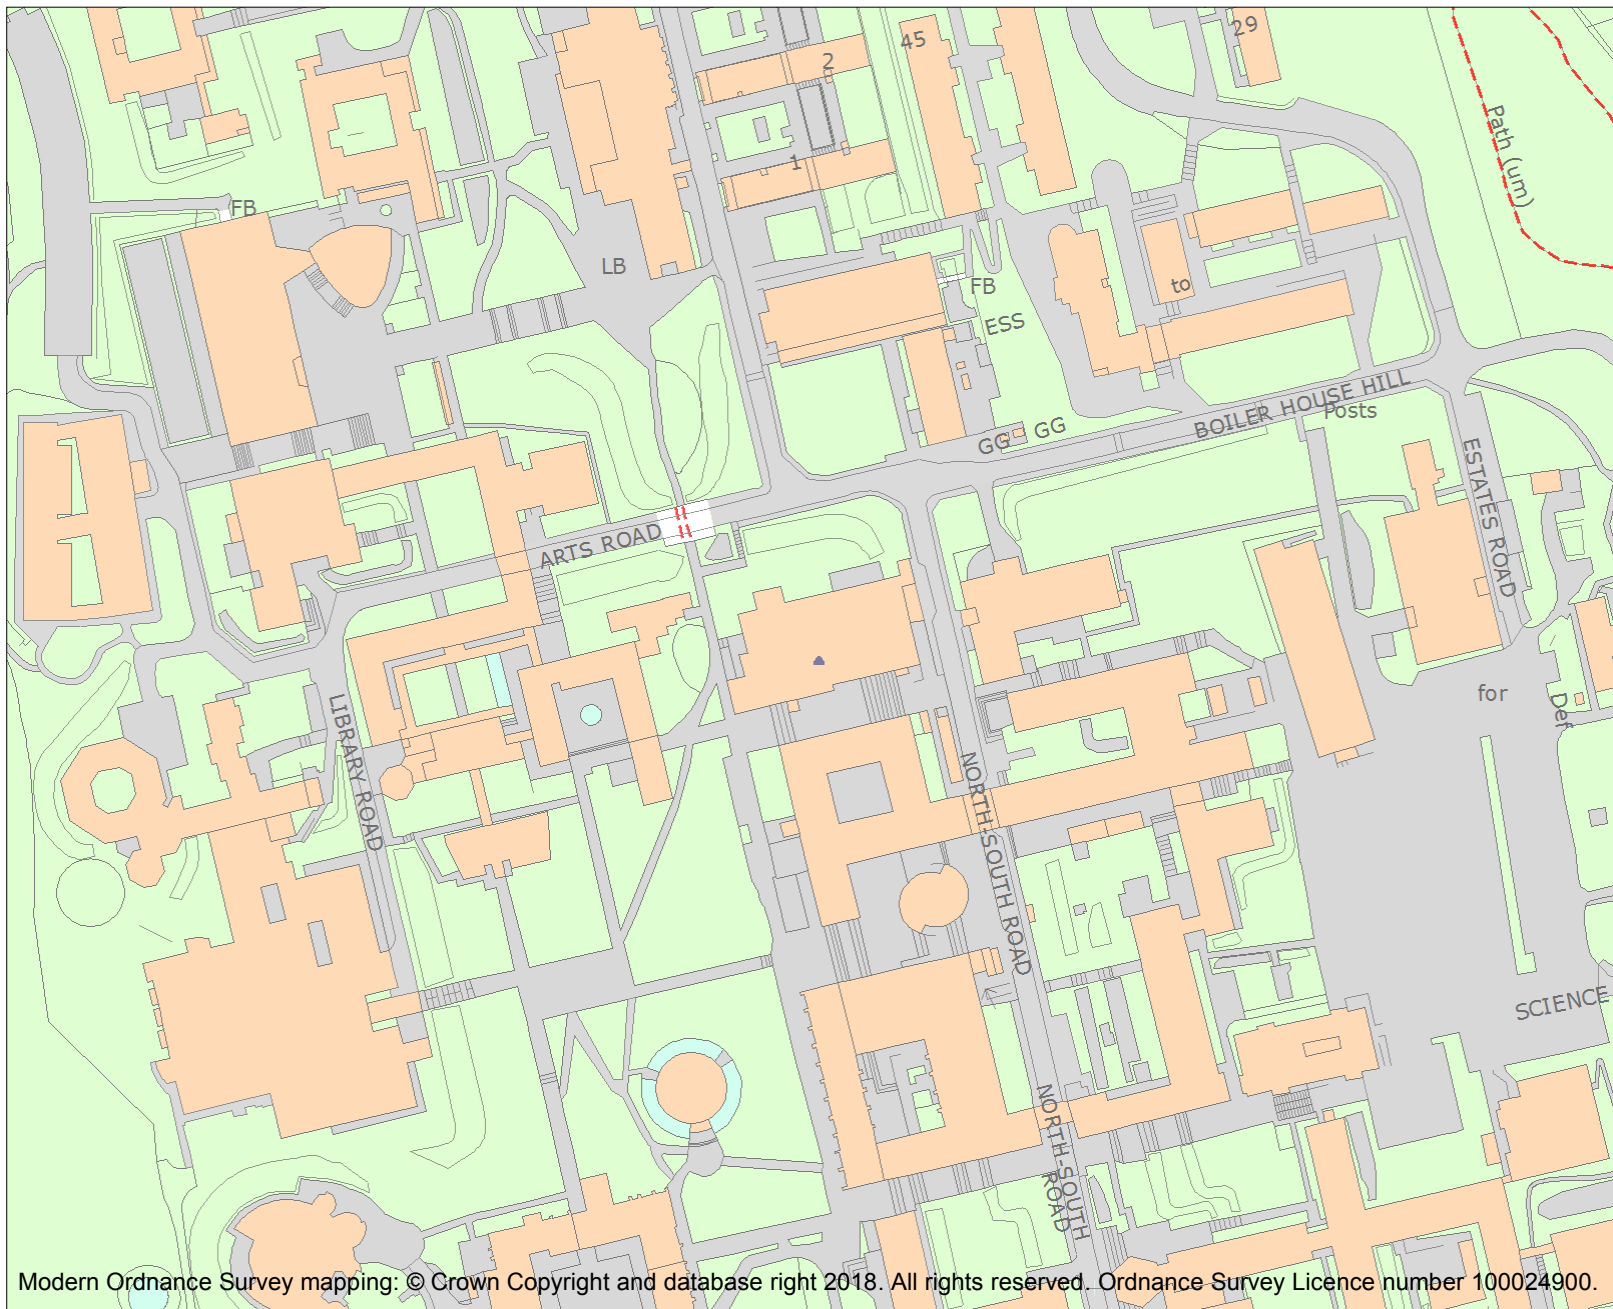 29
45
2
Path (um)
1
FB
LB
FB
to
ESS
BOILER HOUSE HILL
Posts
GG
GG
ESTATES ROAD
ARTS ROAD
for
Def
LIBRARY ROAD
NORTH-SOUTH ROAD
SCIENCE
NORTH-SOUTH
ROAD
Modern Ordnance Survey mapping: © Crown Copyright and database right 2018. All rights reserved. Ordnance Survey Licence number 100024900.